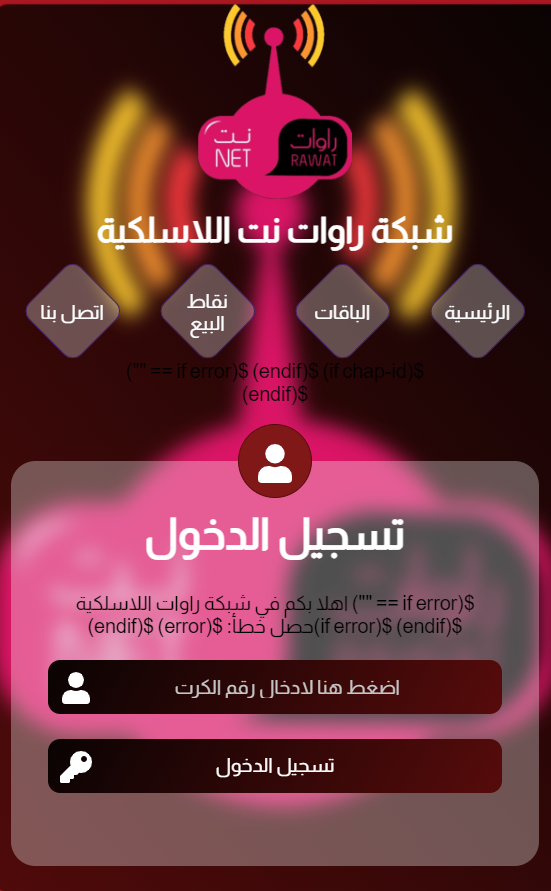 نت
NET
راوات
RAWAT
شبكة راوات نت اللاسلكية
الرئيسية
الباقات
نقاط
البيع
اتصل بنا
$(if chap-id) $(endif) $(if error == "")
$(endif)
تسجيل الدخول
$(if error == "") اهلا بكم في شبكة راوات اللاسلكية
$(endif) $(if error)حصل خطأ: $(error) $(endif)
اضغط هنا لادخال رقم الكرت
تسجيل الدخول